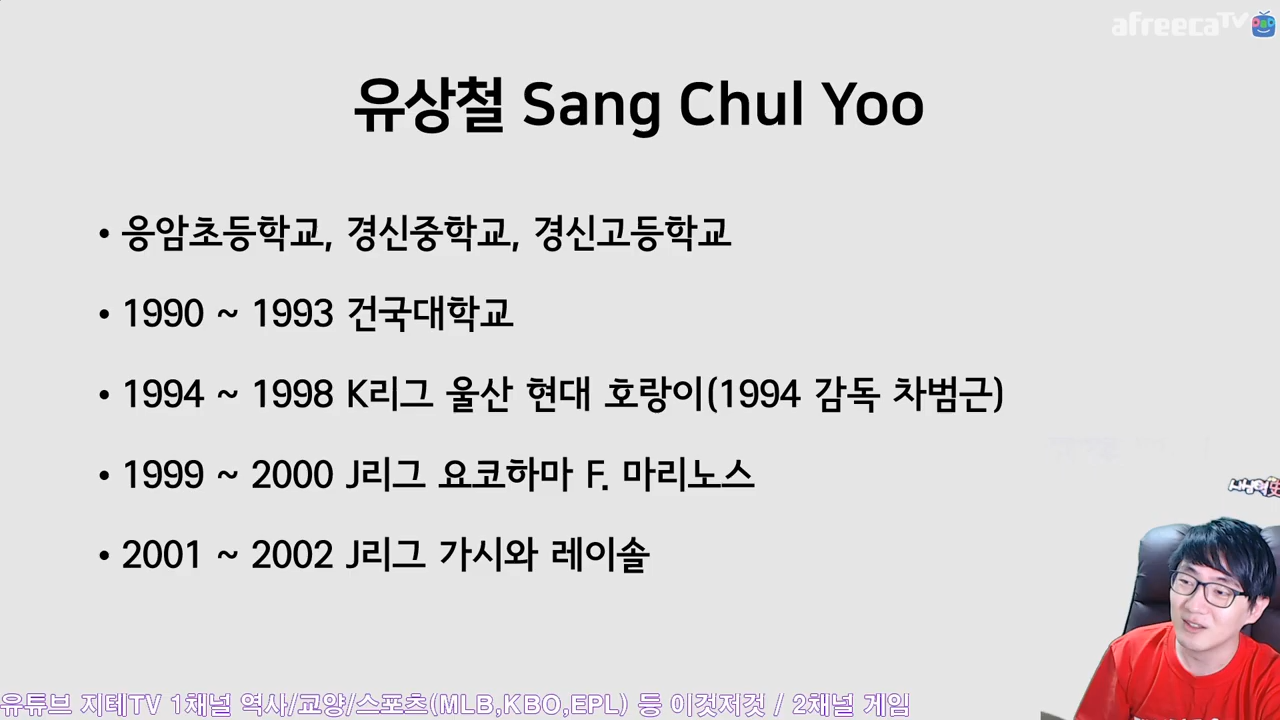 afreecaTV
유상철 Sang Chul Yoo
• 응암초등학교, 경신중학교, 경신고등학교
• 1990 ~ 1993 건국대학교
• 1994 ~ 1998 K리그 울산 현대 호랑이(1994 감독 차범근)
• 1999 ~ 2000 J리그 요코하마 F. 마리노스
• 2001 ~ 2002 J리그 가시와 레이솔
유튜브 지테TV 1채널 역사/교양/스포츠(MLB,KBO,EPL) 등 이것저것 / 2채널 게임